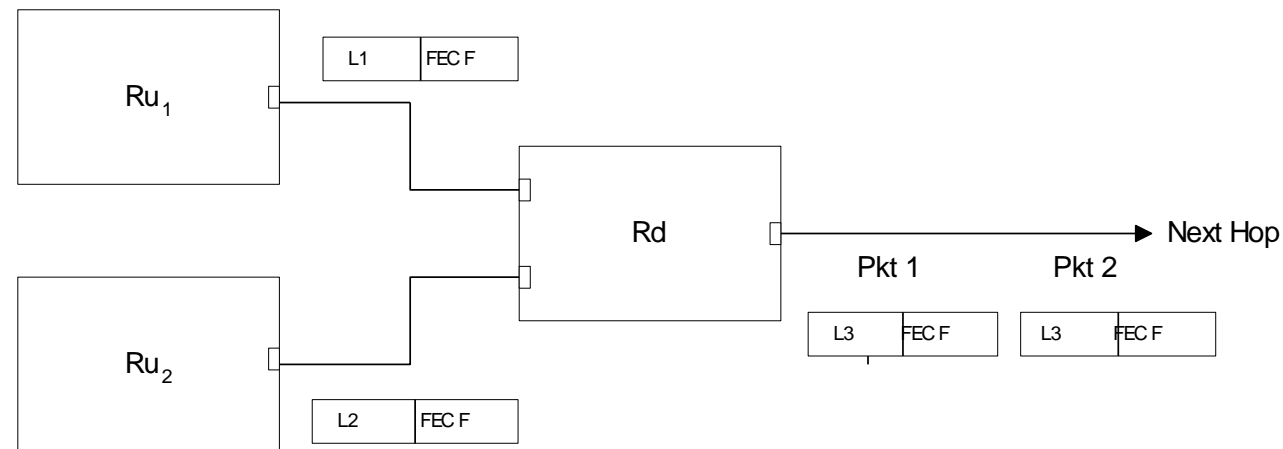 L1 FEC F
Ru1
Rd
Next Hop
Pkt 1 Pkt 2
L3 FEC F L3 FEC F
Ru2
L2 FEC F